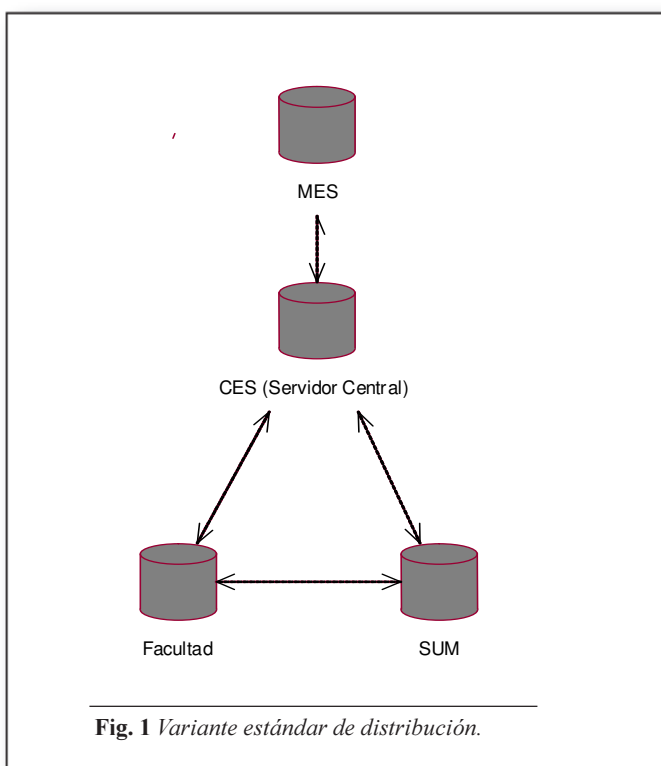 MES
CES (Servidor Central)
Facultad
SUM
Fig. 1 Variante estándar de distribución.